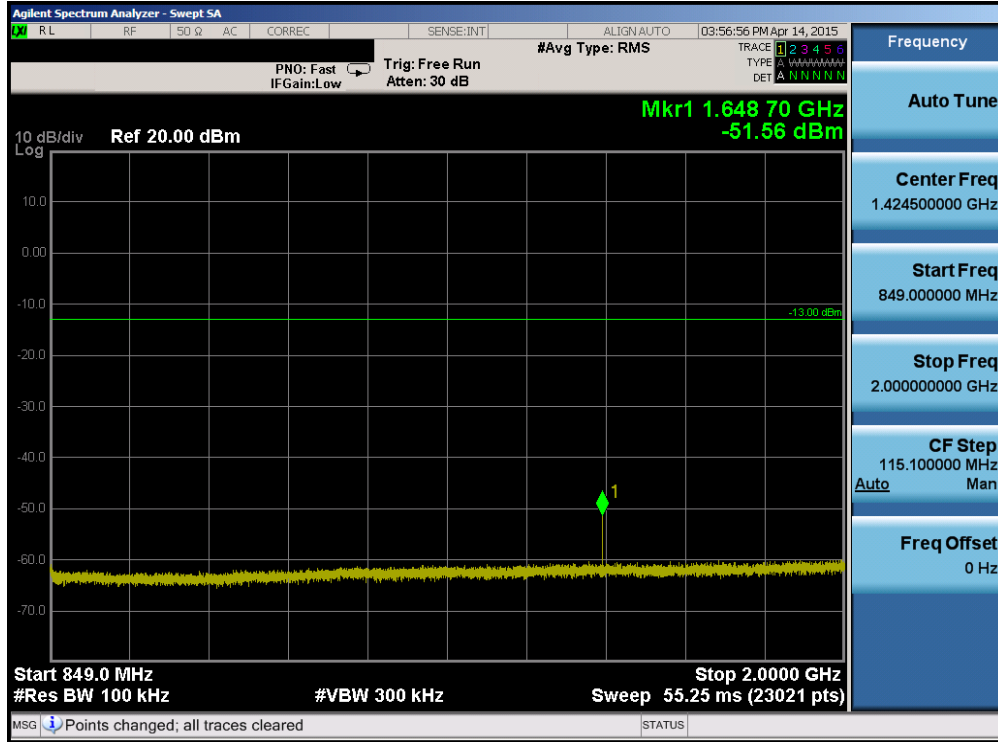 Agilent Spectrum Analyzer - Swept SA
LXI RL RF 50 Ω AC CORREC SENSE:INT ALIGN AUTO 03:56:56 PM Apr 14, 2015
#Avg Type: RMS
TRACE 1 2 3 4 5 6
TYPE A WWWWW
DET A N N N N N
PNO: Fast
IFGain:Low
Trig: Free Run
Atten: 30 dB
Mkr1 1.648 70 GHz
-51.56 dBm
10 dB/div Ref 20.00 dBm
Log
10.0
0.00
-10.0
-13.00 dBm
-20.0
-30.0
-40.0
1
-50.0
-60.0
-70.0
Start 849.0 MHz
Stop 2.0000 GHz
#Res BW 100 kHz
#VBW 300 kHz
Sweep 55.25 ms (23021 pts)
MSG Points changed; all traces cleared
STATUS
Frequency
Auto Tune
Center Freq
1.424500000 GHz
Start Freq
849.000000 MHz
Stop Freq
2.000000000 GHz
CF Step
115.100000 MHz
Auto Man
Freq Offset
0 Hz